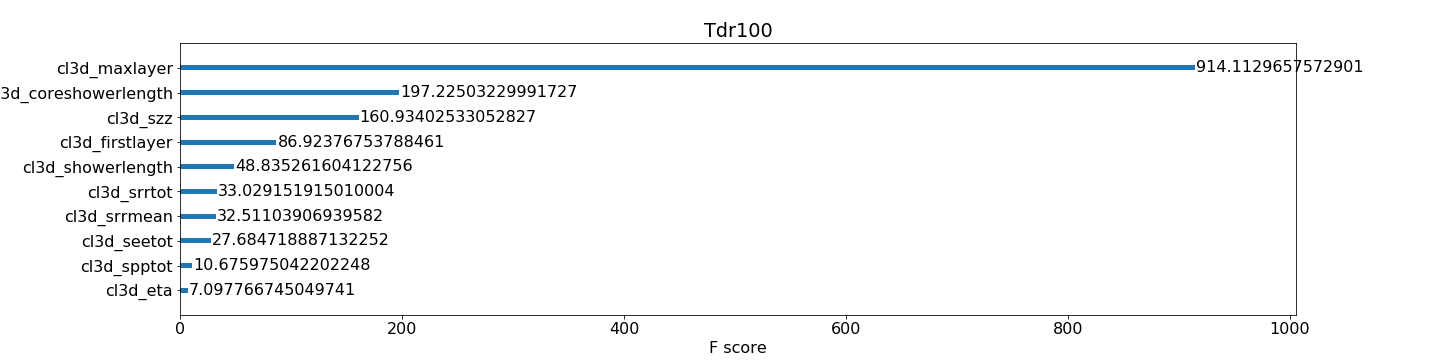 Tdr100
cl3d_maxlayer 914.1129657572901
3d_coreshowerlength 197.22503229991727
cl3d_szz 160.93402533052827
cl3d_firstlayer 86.92376753788461
cl3d_showerlength 48.835261604122756
cl3d_srrtot 33.029151915010004
cl3d_srrmean 32.51103906939582
cl3d_seetot 27.684718887132252
cl3d_spptot 10.675975042202248
cl3d_eta 7.097766745049741
0 200 400 600 800 1000
F score